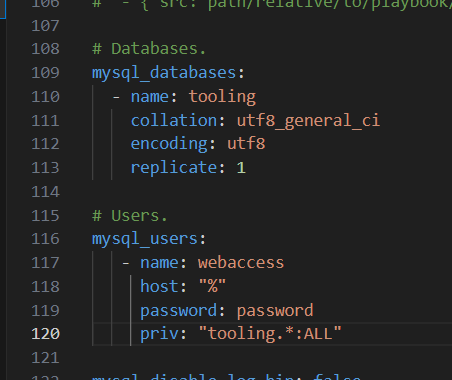 106 # - { src: path/relative/to/playbook/
107
108 # Databases.
109 mysql_databases:
110 - name: tooling
111 collation: utf8_general_ci
112 encoding: utf8
113 replicate: 1
114
115 # Users.
116 mysql_users:
117 - name: webaccess
118 host: "%"
119 password: password
120 priv: "tooling.*:ALL"
121
122 mysql_disable_log_bin: false